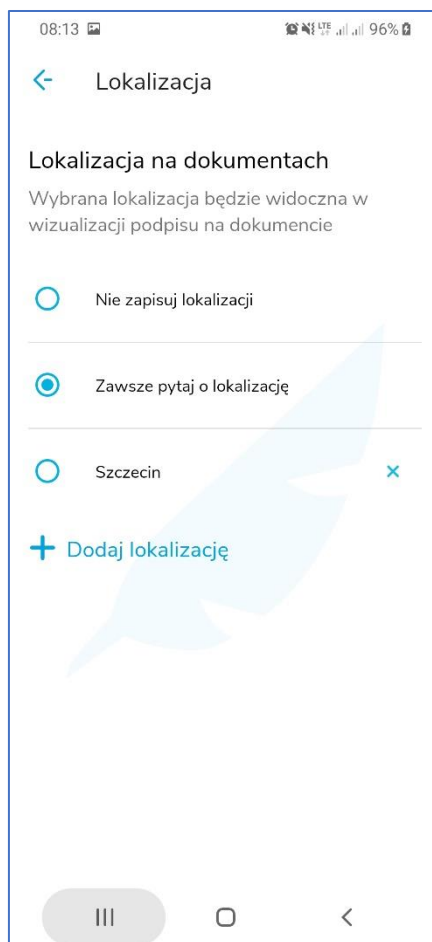 08:13 LTE 96%
Lokalizacja
Lokalizacja na dokumentach
Wybrana lokalizacja będzie widoczna w
wizualizacji podpisu na dokumencie
Nie zapisuj lokalizacji
Zawsze pytaj o lokalizację
Szczecin
Dodaj lokalizację